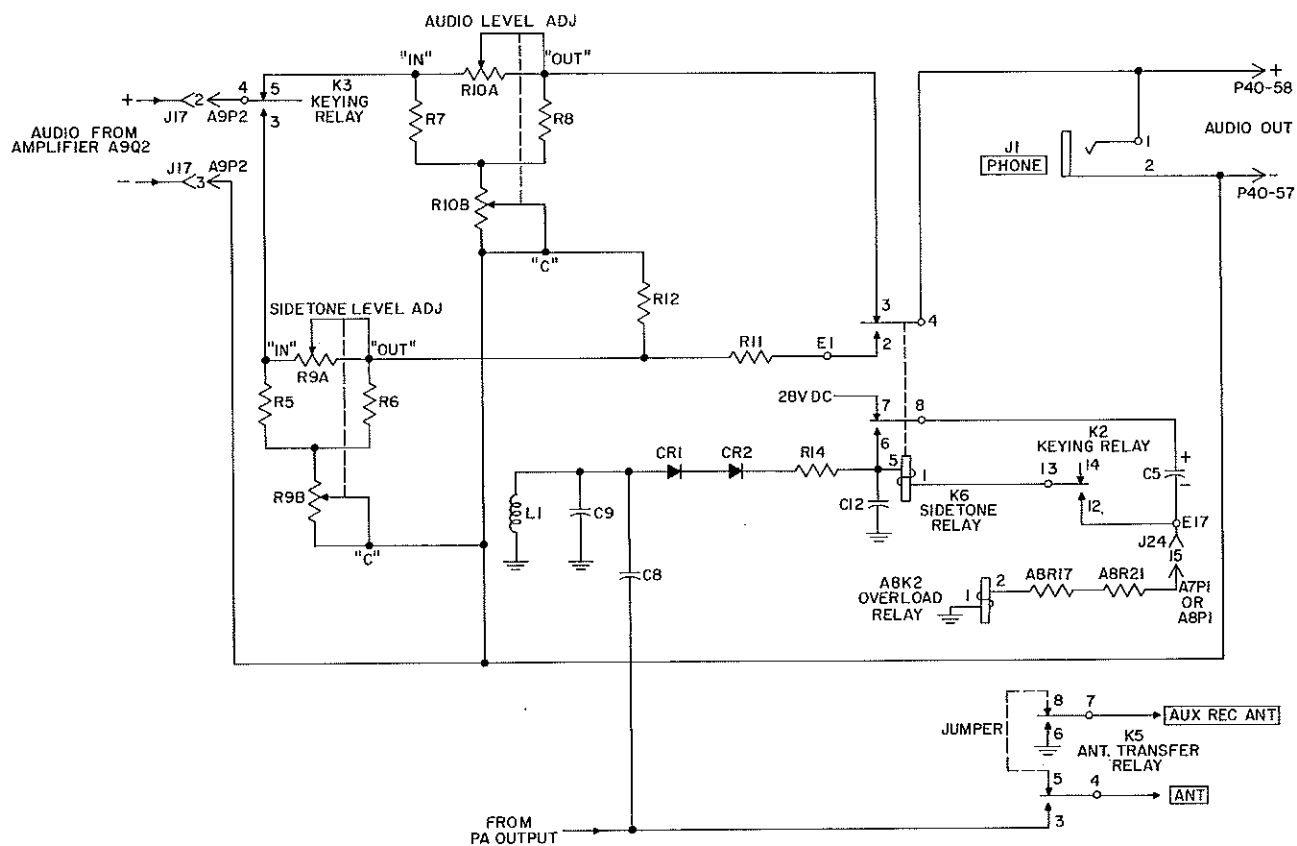 AUDIO LEVEL ADJ
"IN"
"OUT"
R10A
K3
KEYING
RELAY
4
5
3
+
J17
2
A9P2
AUDIO FROM
AMPLIFIER A9Q2
-
J17
3
A9P2
R7
R8
R10B
"C"
R12
P40-58
+
AUDIO OUT
J1
PHONE
1
2
-
P40-57
SIDETONE LEVEL ADJ
"IN"
"OUT"
R9A
R5
R6
R9B
"C"
R11
E1
3
4
2
28V DC
7
8
6
CR1
CR2
R14
5
1
K6
SIDETONE
RELAY
K2
KEYING RELAY
13
14
12
+
C5
-
E17
J24
15
A7P1
OR
A8P1
L1
C9
C8
C12
A8K2
OVERLOAD
RELAY
1
2
A8R17
A8R21
JUMPER
8
7
6
AUX REC ANT
K5
ANT. TRANSFER
RELAY
5
4
3
ANT
FROM
PA OUTPUT